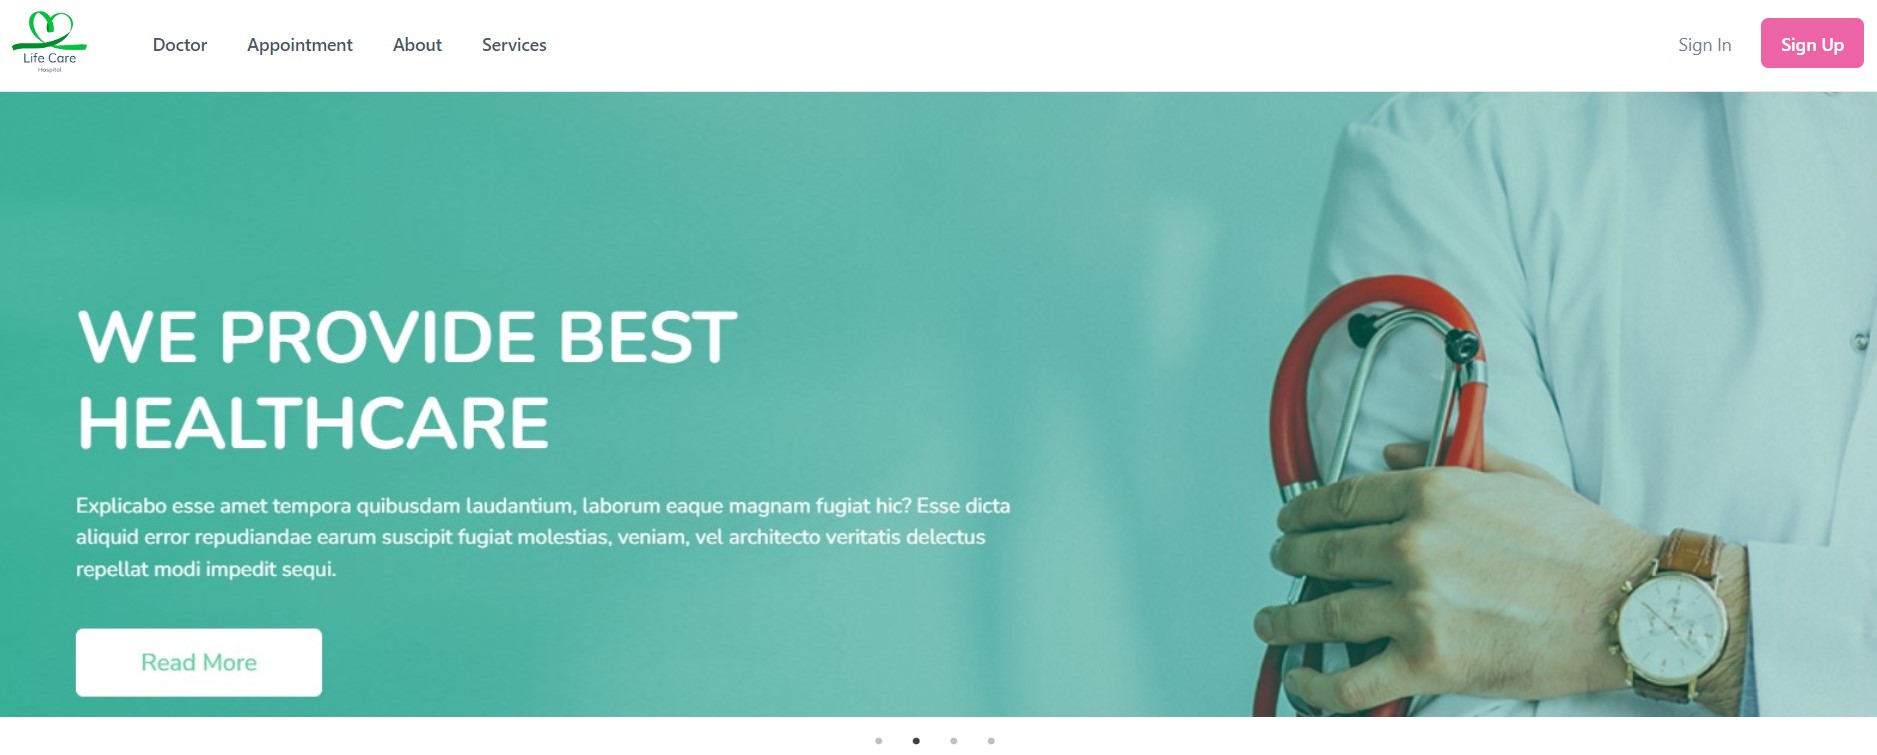 Life Care
Hospital
Doctor Appointment About Services Sign In Sign Up
WE PROVIDE BEST
HEALTHCARE
Explicabo esse amet tempora quibusdam laudantium, laborum eaque magnam fugiat hic? Esse dicta
aliquid error repudiandae earum suscipit fugiat molestias, veniam, vel architecto veritatis delectus
repellat modi impedit sequi.
Read More